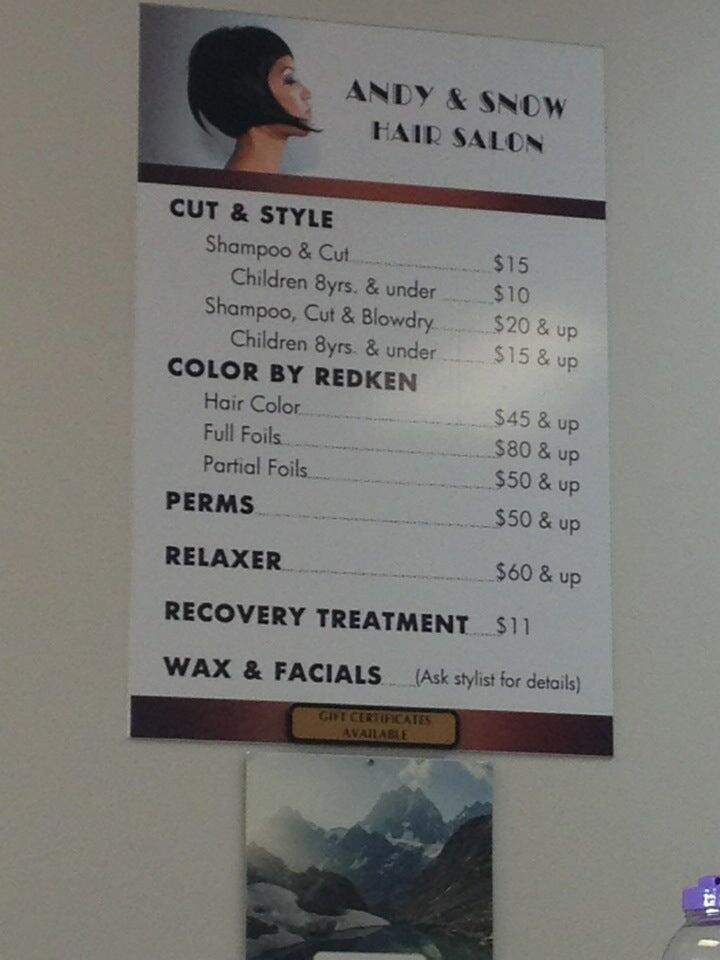 ANDY & SNOW
HAIR SALON
CUT & STYLE
Shampoo & Cut $15
Children 8yrs. & under $10
Shampoo, Cut & Blowdry $20 & up
Children 8yrs. & under $15 & up
COLOR BY REDKEN
Hair Color $45 & up
Full Foils $80 & up
Partial Foils $50 & up
PERMS $50 & up
RELAXER $60 & up
RECOVERY TREATMENT $11
WAX & FACIALS (Ask stylist for details)
GIFT CERTIFICATES
AVAILABLE